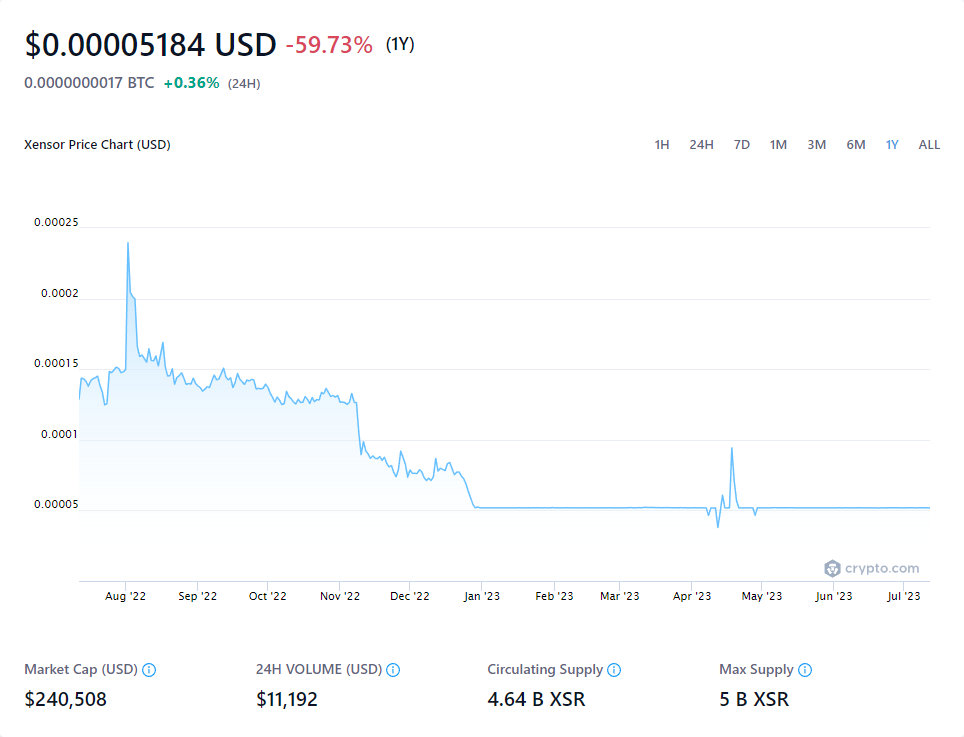 $0.00005184 USD -59.73% (1Y)
0.0000000017 BTC +0.36% (24H)
Xensor Price Chart (USD) 1H 24H 7D 1M 3M 6M 1Y ALL
0.00025
0.0002
0.00015
0.0001
0.00005
crypto.com
Aug '22 Sep '22 Oct '22 Nov '22 Dec '22 Jan '23 Feb '23 Mar '23 Apr '23 May '23 Jun '23 Jul '23
Market Cap (USD) 24H VOLUME (USD) Circulating Supply Max Supply
$240,508 $11,192 4.64 B XSR 5 B XSR